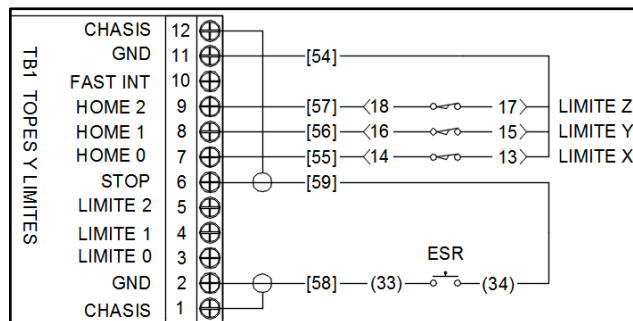 TB1 TOPES Y LIMITES
CHASIS 12
GND 11 [54]
FAST INT 10
HOME 2 9 [57] 18 17 LIMITE Z
HOME 1 8 [56] 16 15 LIMITE Y
HOME 0 7 [55] 14 13 LIMITE X
STOP 6 [59]
LIMITE 2 5
LIMITE 1 4
LIMITE 0 3
ESR
GND 2 [58] (33) (34)
CHASIS 1